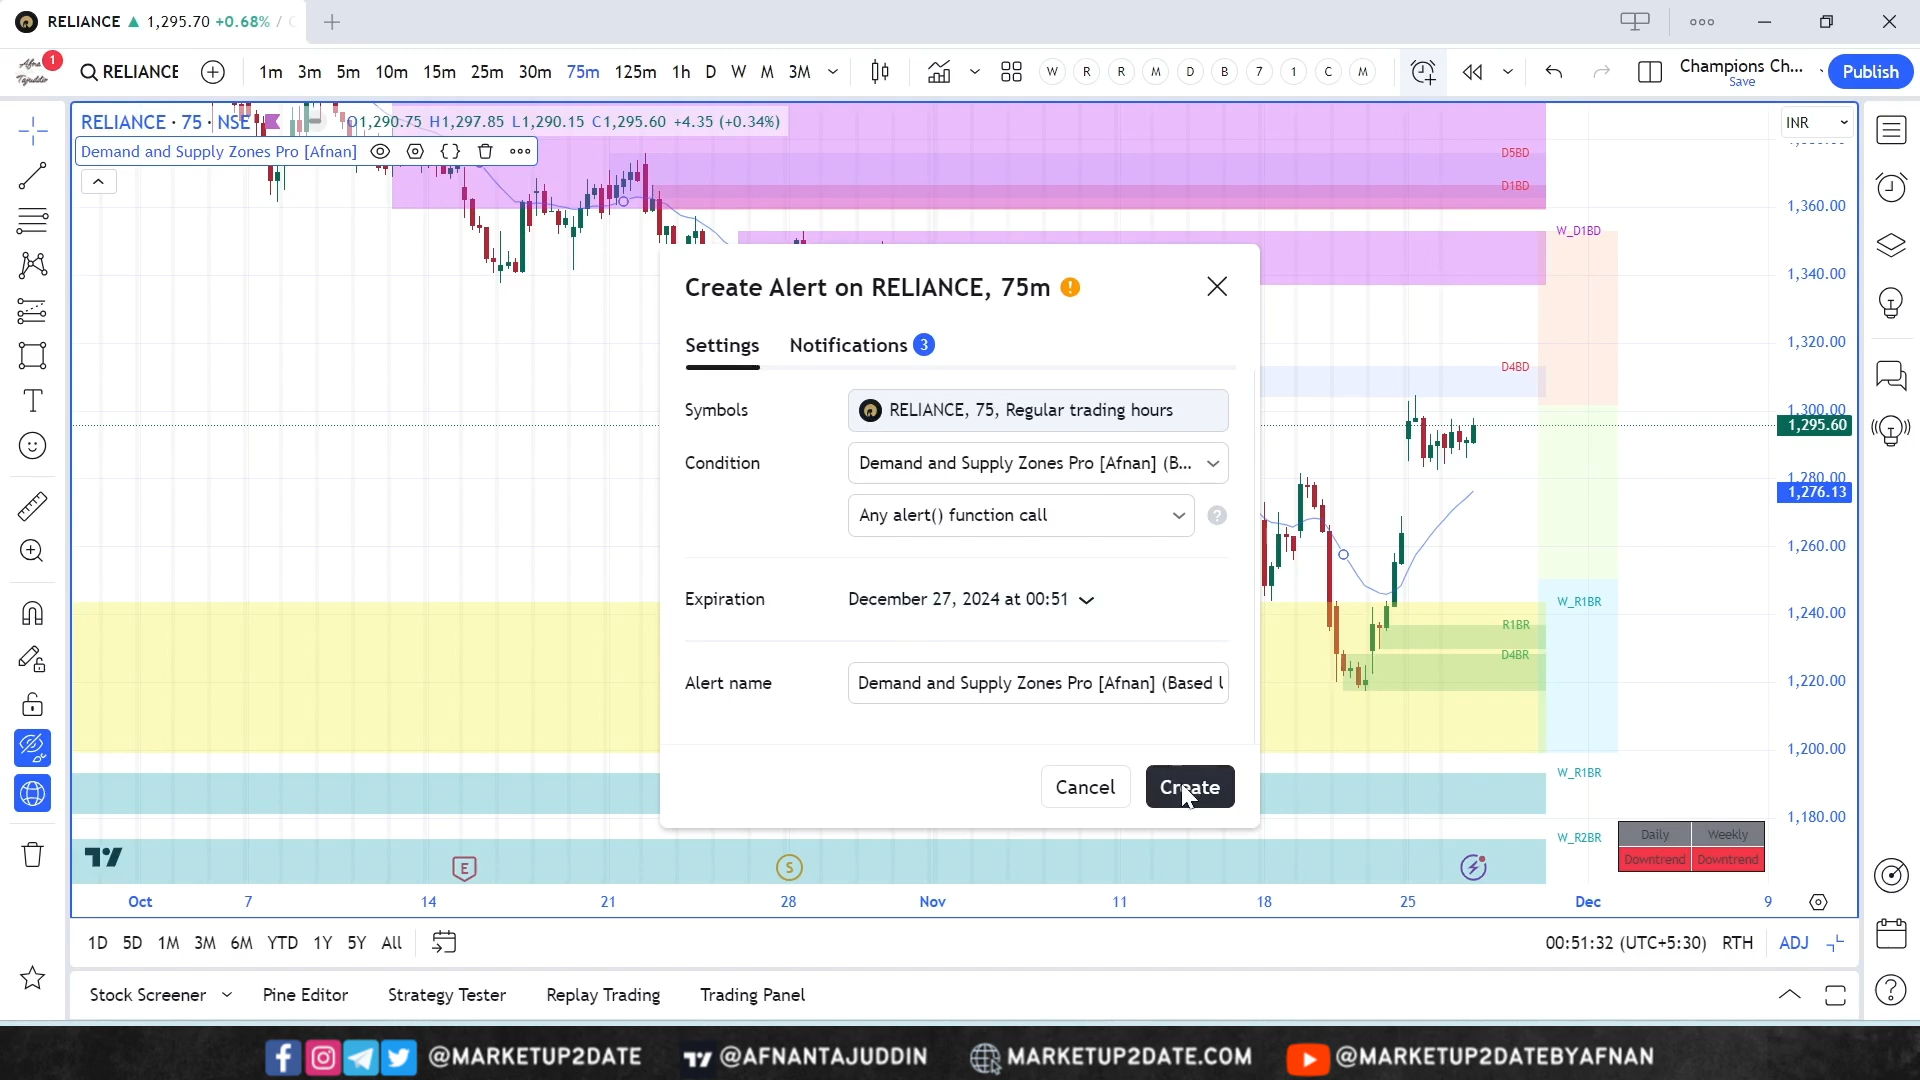 RELIANCE ▲ 1,295.70 +0.68% /
Afnan Tajuddin
1
RELIANCE
1m 3m 5m 10m 15m 25m 30m 75m 125m 1h D W M 3M
W R R M D B 7 1 C M
Champions Ch...
Save
Publish
RELIANCE · 75 · NSE
O1,290.75 H1,297.85 L1,290.15 C1,295.60 +4.35 (+0.34%)
INR
Demand and Supply Zones Pro [Afnan]
D5BD
D1BD
1,360.00
W_D1BD
1,340.00
1,320.00
D4BD
1,300.00
1,295.60
1,280.00
1,276.13
1,260.00
W_R1BR
1,240.00
R1BR
D4BR
1,220.00
1,200.00
W_R1BR
1,180.00
W_R2BR
Daily Weekly
Downtrend Downtrend
Create Alert on RELIANCE, 75m
Settings
Notifications 3
Symbols
RELIANCE, 75, Regular trading hours
Condition
Demand and Supply Zones Pro [Afnan] (B...
Any alert() function call
?
Expiration
December 27, 2024 at 00:51
Alert name
Demand and Supply Zones Pro [Afnan] (Based
Cancel
Create
E
S
Oct 7 14 21 28 Nov 11 18 25 Dec 9
1D 5D 1M 3M 6M YTD 1Y 5Y All
00:51:32 (UTC+5:30) RTH ADJ
Stock Screener
Pine Editor
Strategy Tester
Replay Trading
Trading Panel
@MARKETUP2DATE
@AFNANTAJUDDIN
MARKETUP2DATE.COM
@MARKETUP2DATEBYAFNAN